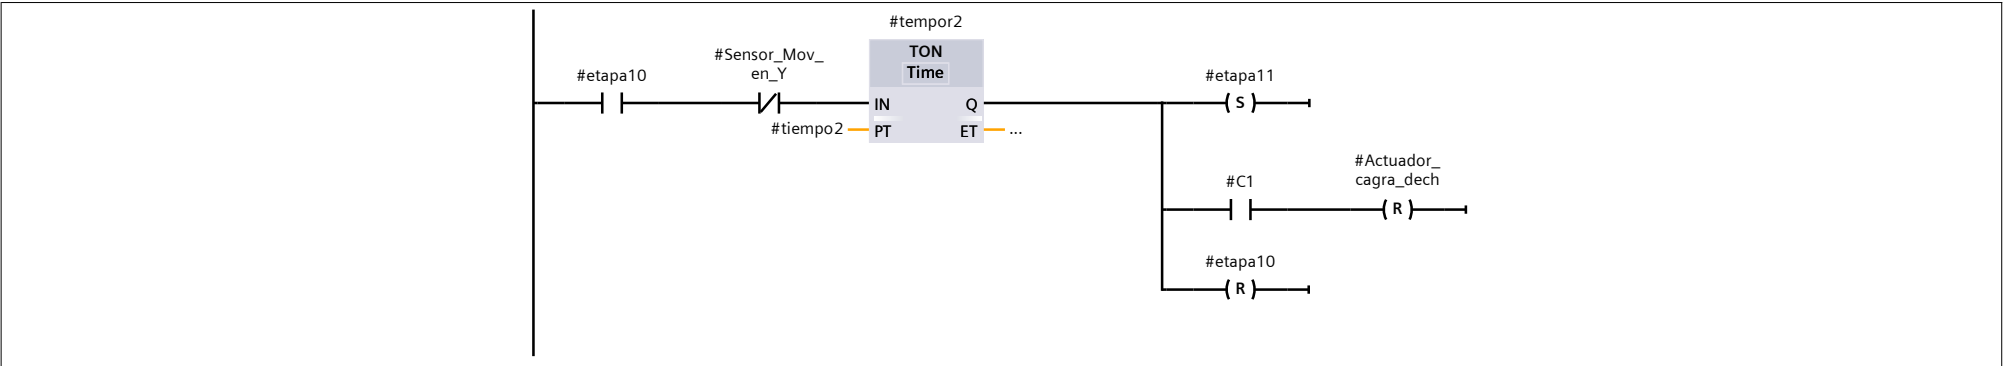 #tempor2
TON
Time
#etapa10
#Sensor_Mov_
en_Y
IN
Q
#tiempo2
PT
ET
...
#etapa11
S
#C1
#Actuador_
cagra_dech
R
#etapa10
R